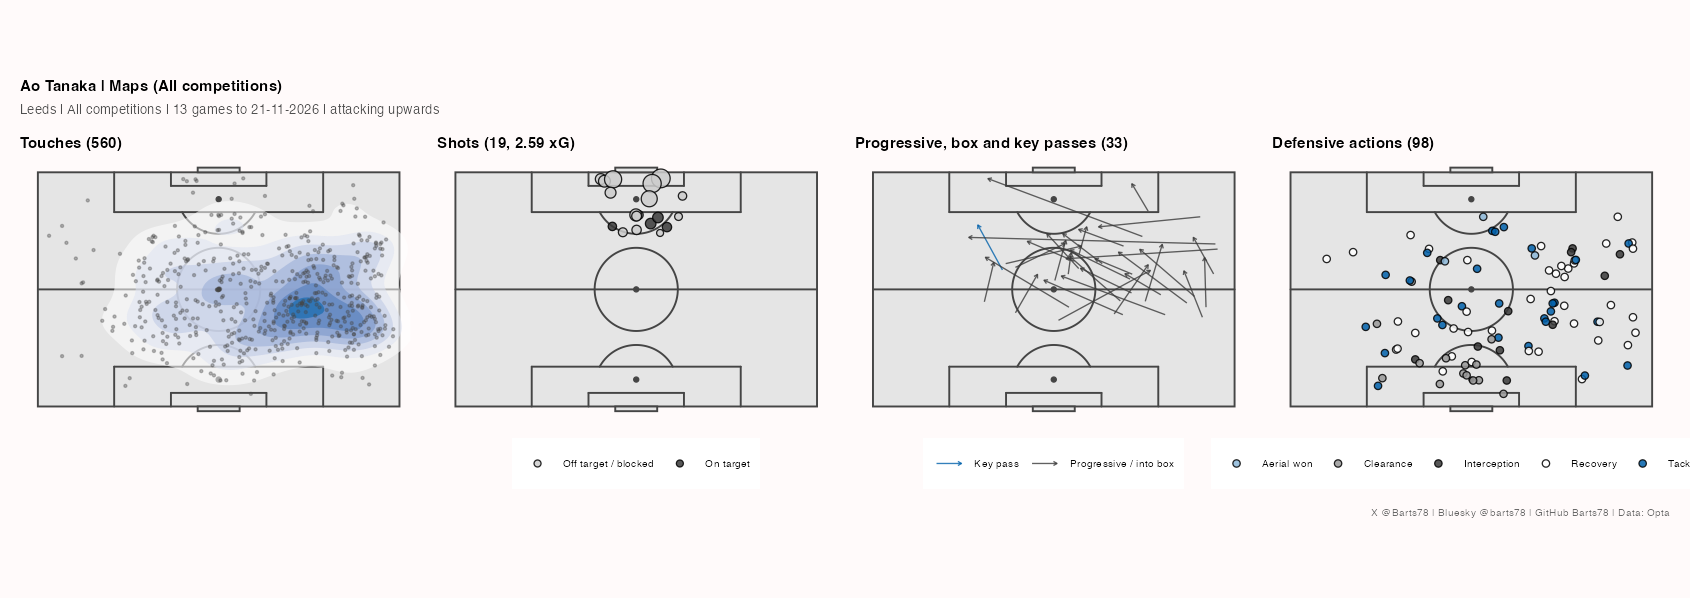 Ao Tanaka | Maps (All competitions)
Leeds | All competitions | 13 games to 21-11-2026 | attacking upwards
Touches (560)
Shots (19, 2.59 xG)
Progressive, box and key passes (33)
Defensive actions (98)
Off target / blocked
On target
Key pass
Progressive / into box
Aerial won
Clearance
Interception
Recovery
Tack
X @Barts78 | Bluesky @barts78 | GitHub Barts78 | Data: Opta